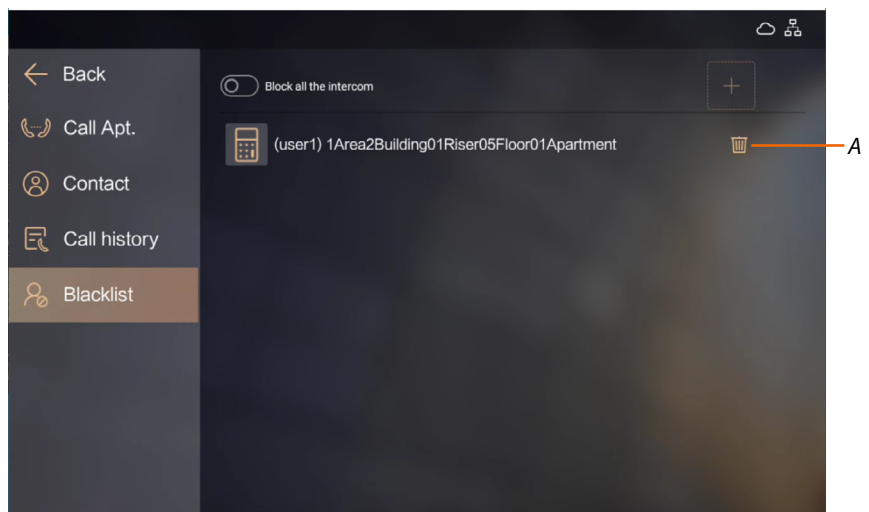 Back
Block all the intercom
Call Apt.
(user1) 1Area2Building01Riser05Floor01Apartment
A
Contact
Call history
Blacklist